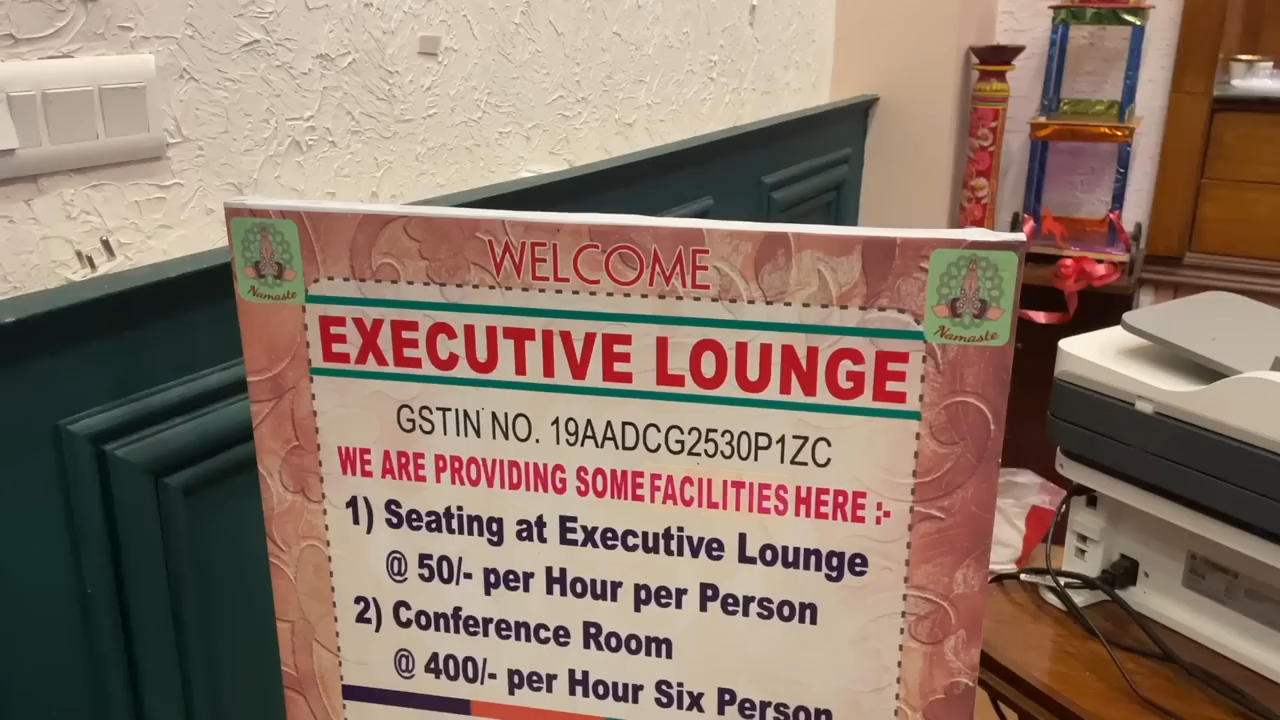 WELCOME
Namaste
Namaste
EXECUTIVE LOUNGE
GSTIN NO. 19AADCG2530P1ZC
WE ARE PROVIDING SOME FACILITIES HERE :-
1) Seating at Executive Lounge
@ 50/- per Hour per Person
2) Conference Room
@ 400/- per Hour Six Person